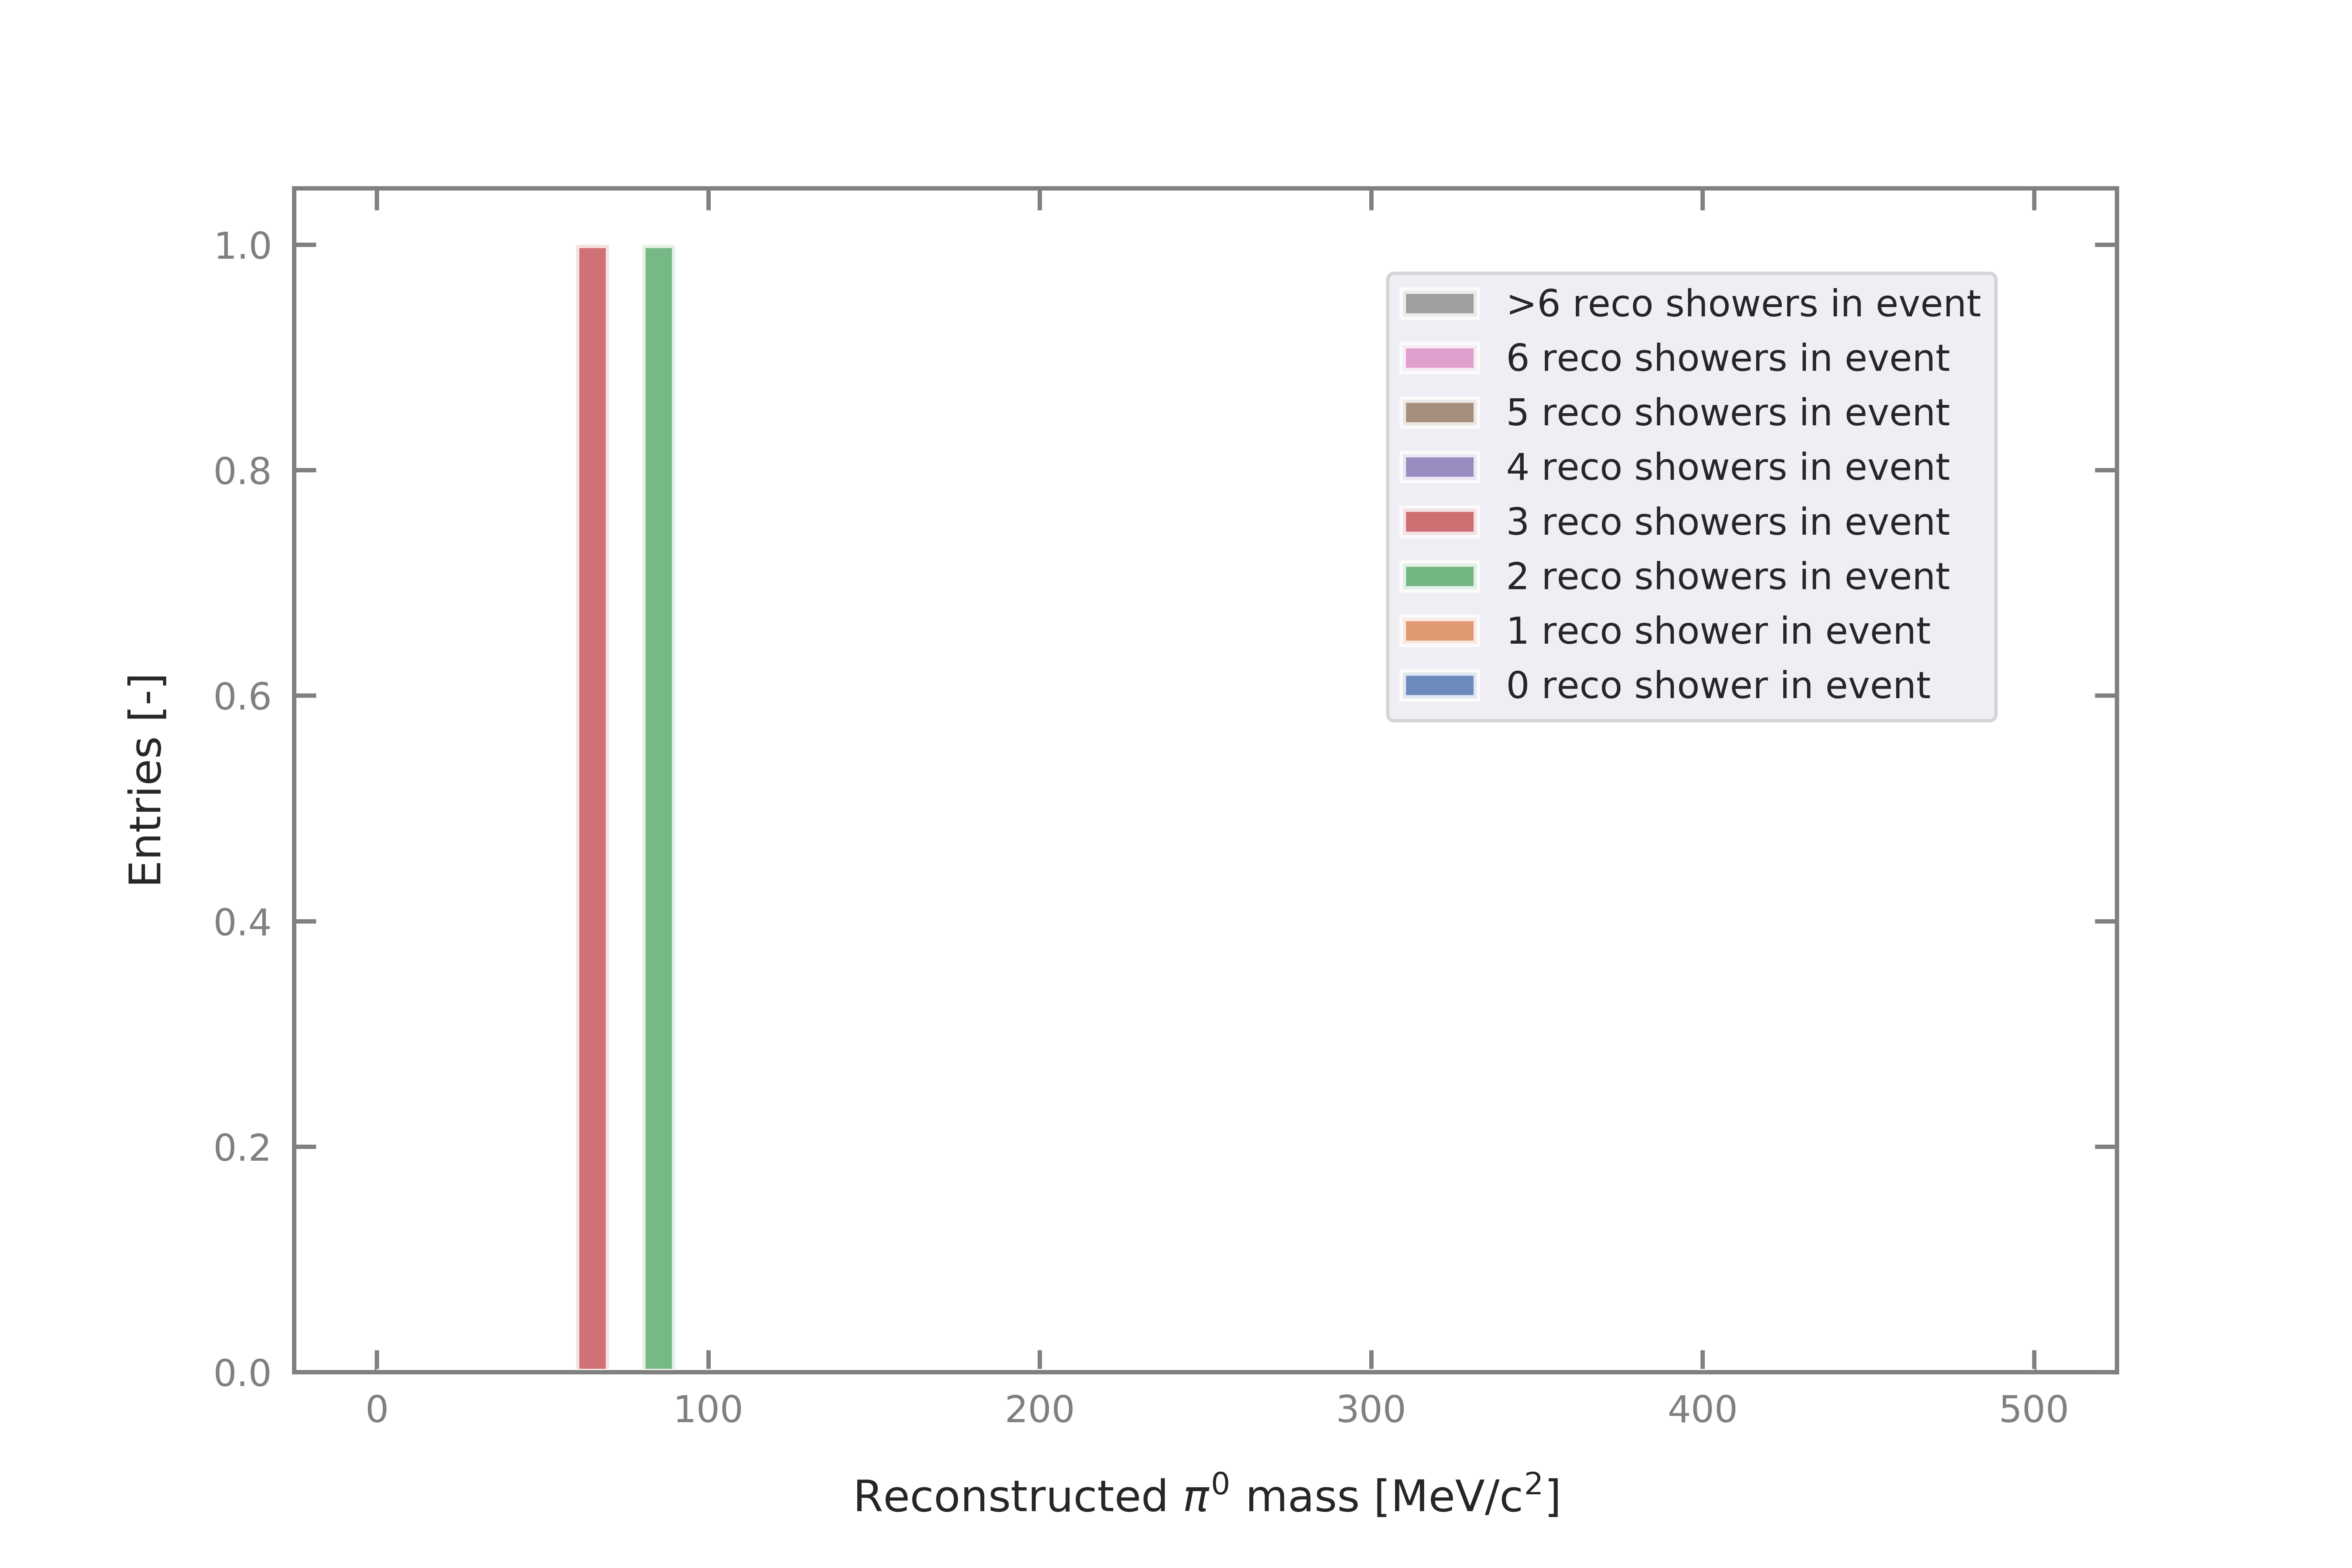 1.0
0.8
0.6
0.4
0.2
0.0
Entries [-]
>6 reco showers in event
6 reco showers in event
5 reco showers in event
4 reco showers in event
3 reco showers in event
2 reco showers in event
1 reco shower in event
0 reco shower in event
0 100 200 300 400 500
Reconstructed π⁰ mass [MeV/c²]